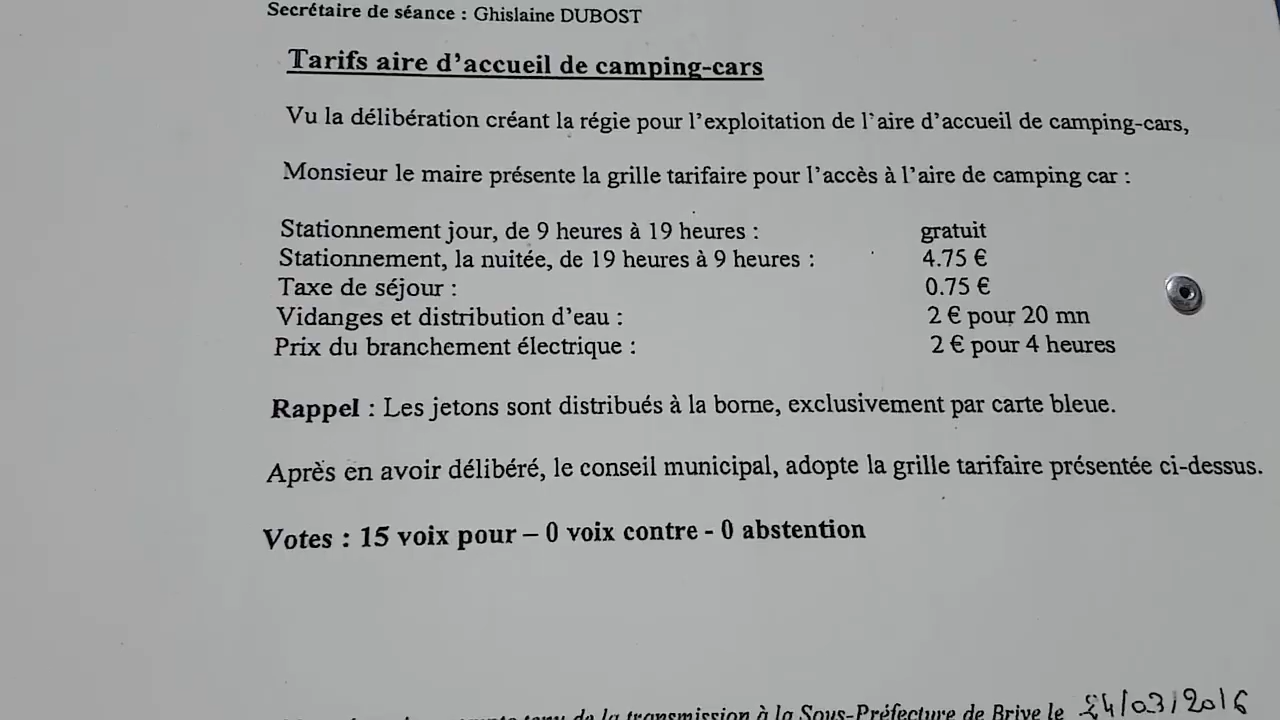 Secrétaire de séance : Ghislaine DUBOST
Tarifs aire d'accueil de camping-cars
Vu la délibération créant la régie pour l'exploitation de l'aire d'accueil de camping-cars,
Monsieur le maire présente la grille tarifaire pour l'accès à l'aire de camping car :
Stationnement jour, de 9 heures à 19 heures : gratuit
Stationnement, la nuitée, de 19 heures à 9 heures : 4.75 €
Taxe de séjour : 0.75 €
Vidanges et distribution d'eau : 2 € pour 20 mn
Prix du branchement électrique : 2 € pour 4 heures
Rappel : Les jetons sont distribués à la borne, exclusivement par carte bleue.
Après en avoir délibéré, le conseil municipal, adopte la grille tarifaire présentée ci-dessus.
Votes : 15 voix pour – 0 voix contre - 0 abstention
tenu de la transmission à la Sous-Préfecture de Brive le 24/03/2016